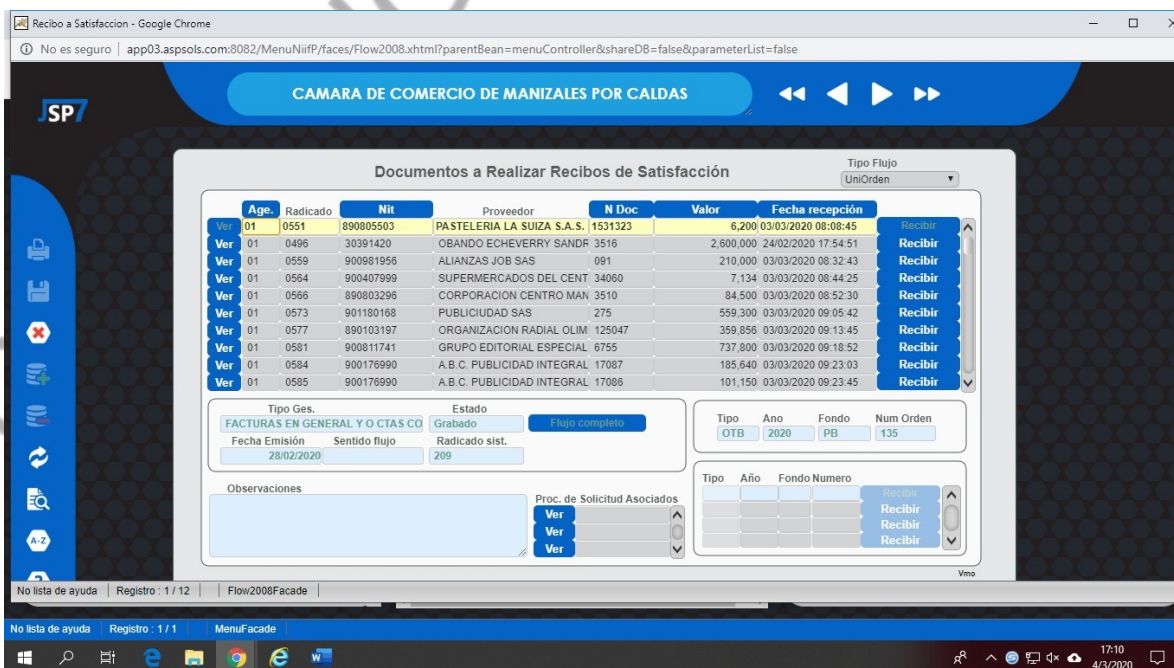 Recibo a Satisfaccion - Google Chrome
No es seguro | app03.aspsols.com:8082/MenuNiifP/faces/Flow2008.xhtml?parentBean=menuController&shareDB=false&parameterList=false
JSP7
CAMARA DE COMERCIO DE MANIZALES POR CALDAS
Documentos a Realizar Recibos de Satisfacción
Tipo Flujo
UniOrden
Age. Radicado Nit Proveedor N Doc Valor Fecha recepción
Ver 01 0551 890805503 PASTELERIA LA SUIZA S.A.S. 1531323 6,200 03/03/2020 08:08:45 Recibir
Ver 01 0496 30391420 OBANDO ECHEVERRY SANDR 3516 2,600,000 24/02/2020 17:54:51 Recibir
Ver 01 0559 900981956 ALIANZAS JOB SAS 091 210,000 03/03/2020 08:32:43 Recibir
Ver 01 0564 900407999 SUPERMERCADOS DEL CENT 34060 7,134 03/03/2020 08:44:25 Recibir
Ver 01 0566 890803296 CORPORACION CENTRO MAN 3510 84,500 03/03/2020 08:52:30 Recibir
Ver 01 0573 901180168 PUBLICIUDAD SAS 275 559,300 03/03/2020 09:05:42 Recibir
Ver 01 0577 890103197 ORGANIZACION RADIAL OLIM 125047 359,856 03/03/2020 09:13:45 Recibir
Ver 01 0581 900811741 GRUPO EDITORIAL ESPECIAL 6755 737,800 03/03/2020 09:18:52 Recibir
Ver 01 0584 900176990 A.B.C. PUBLICIDAD INTEGRAL 17087 185,640 03/03/2020 09:23:03 Recibir
Ver 01 0585 900176990 A.B.C. PUBLICIDAD INTEGRAL 17086 101,150 03/03/2020 09:23:45 Recibir
Tipo Ges. Estado
FACTURAS EN GENERAL Y O CTAS CO Grabado Flujo completo
Fecha Emisión Sentido flujo Radicado sist.
28/02/2020 209
Tipo Ano Fondo Num Orden
OTB 2020 PB 135
Observaciones
Proc. de Solicitud Asociados
Ver
Ver
Ver
Tipo Año Fondo Numero
Recibir
Recibir
Recibir
Recibir
A-Z
Vmo
No lista de ayuda Registro : 1 / 12 Flow2008Facade
No lista de ayuda Registro : 1 / 1 MenuFacade
17:10
4/3/2020